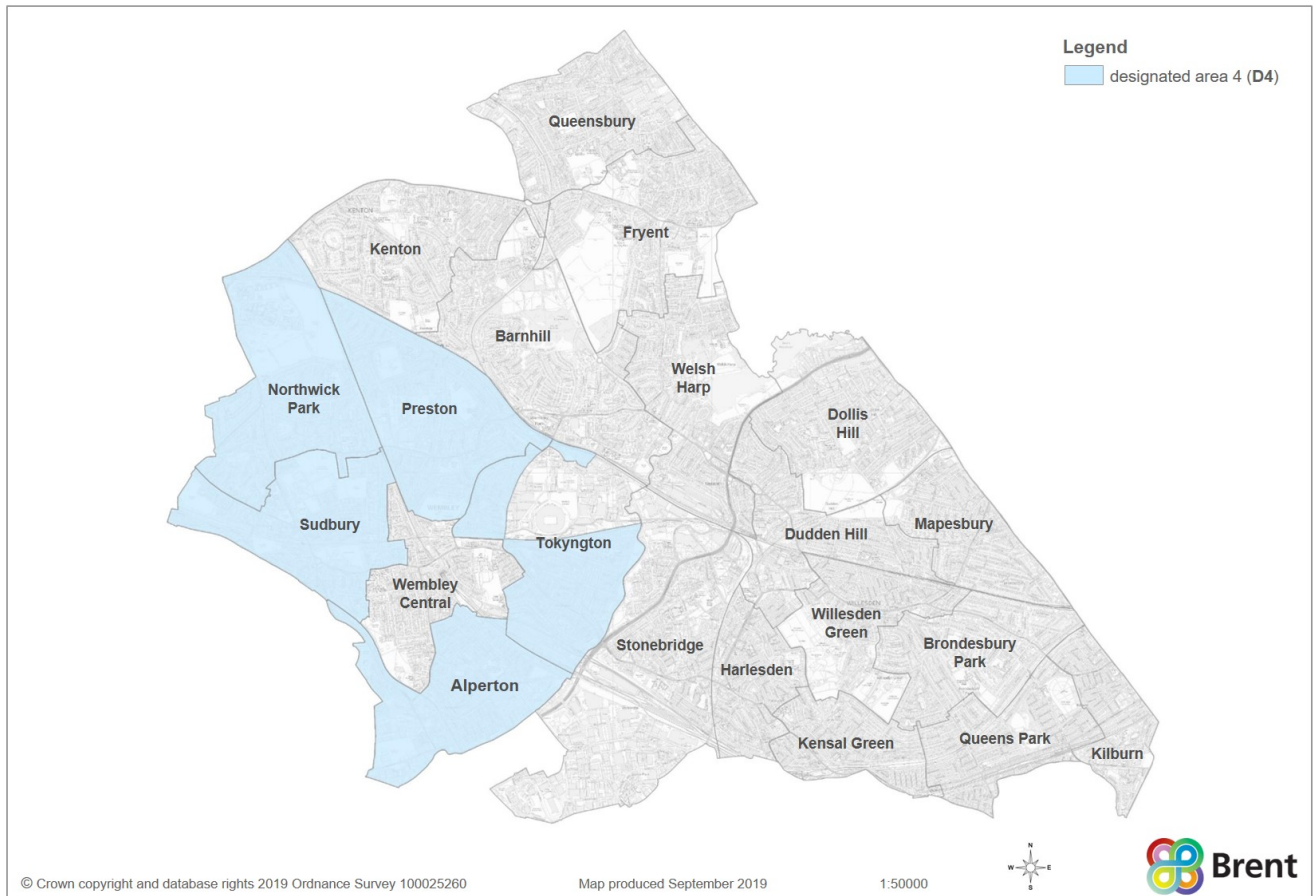 Legend
designated area 4 (D4)
Queensbury
Fryent
KENTON
Kenton
Barnhill
Welsh
Harp
Northwick
Park
Preston
Dollis
Hill
Sudbury
Tokyngton
Dudden Hill
Mapesbury
Wembley
Central
Willesden
Green
Stonebridge
Brondesbury
Park
Harlesden
Alperton
Kensal Green
Queens Park
Kilburn
N
W E
S
Brent
© Crown copyright and database rights 2019 Ordnance Survey 100025260
Map produced September 2019
1:50000